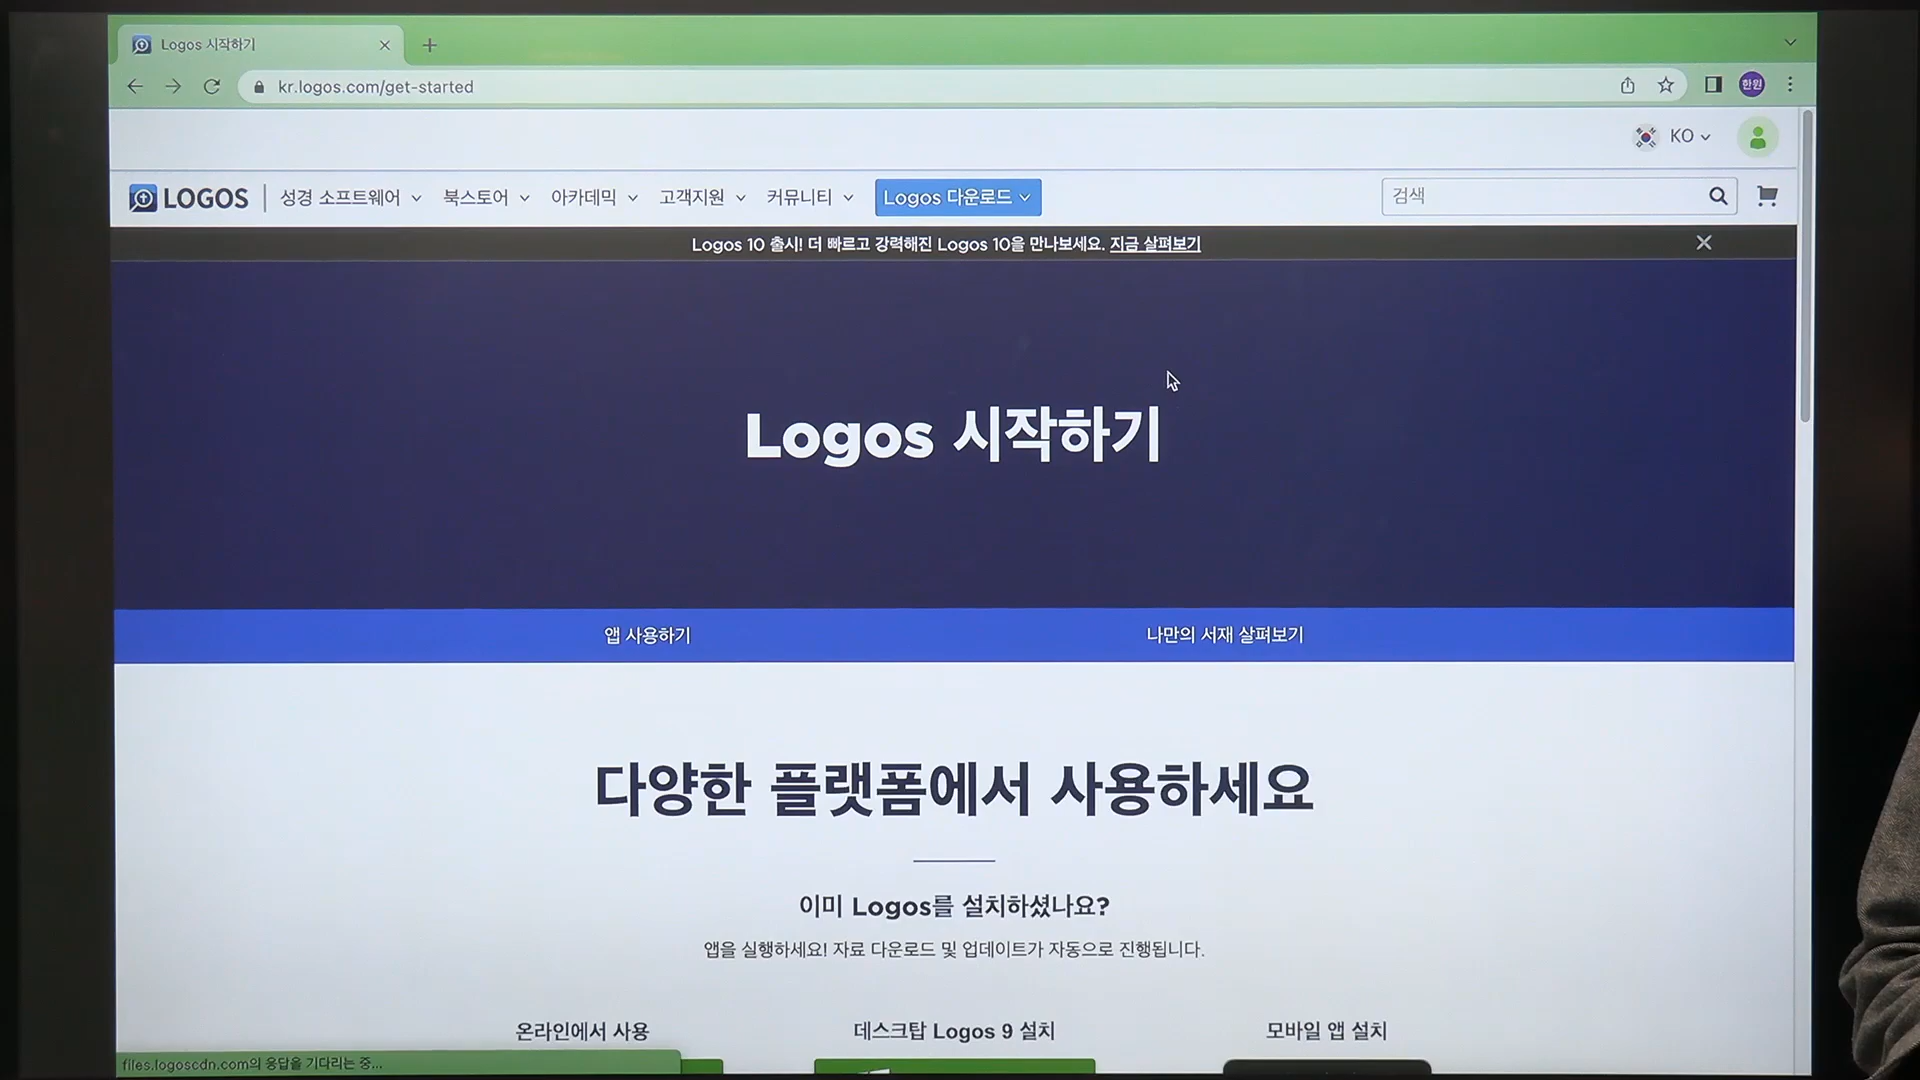 Logos 시작하기
kr.logos.com/get-started
한원
KO
LOGOS
성경 소프트웨어
북스토어
아카데믹
고객지원
커뮤니티
Logos 다운로드
검색
Logos 10 출시! 더 빠르고 강력해진 Logos 10을 만나보세요. 지금 살펴보기
Logos 시작하기
앱 사용하기
나만의 서재 살펴보기
다양한 플랫폼에서 사용하세요
이미 Logos를 설치하셨나요?
앱을 실행하세요! 자료 다운로드 및 업데이트가 자동으로 진행됩니다.
온라인에서 사용
데스크탑 Logos 9 설치
모바일 앱 설치
files.logoscdn.com의 응답을 기다리는 중...